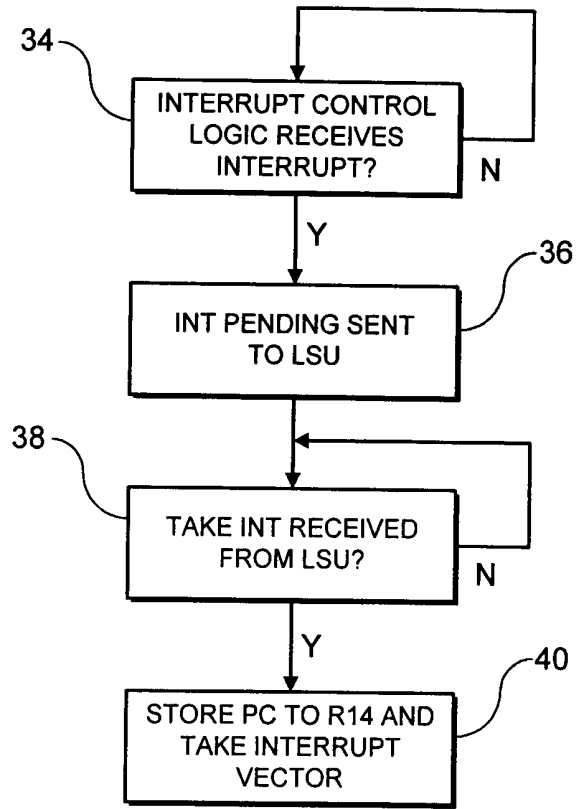 34
INTERRUPT CONTROL
LOGIC RECEIVES
INTERRUPT?
N
Y
36
INT PENDING SENT
TO LSU
38
TAKE INT RECEIVED
FROM LSU?
N
Y
40
STORE PC TO R14 AND
TAKE INTERRUPT
VECTOR